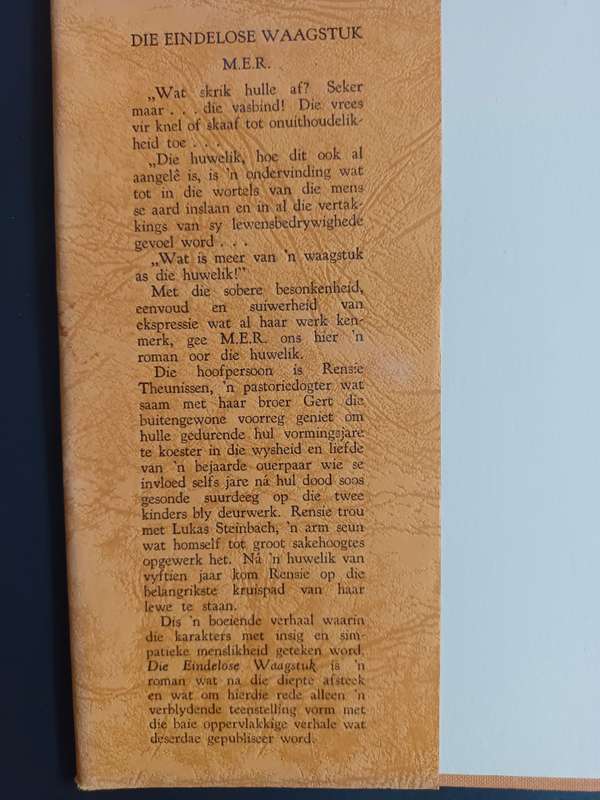 DIE EINDELOSE WAAGSTUK
M.E.R.
„Wat skrik hulle af? Seker
maar . . . die vasbind! Die vrees
vir knel of skaaf tot onuithoudelik-
heid toe . . .
„Die huwelik, hoe dit ook al
aangelê is, is 'n ondervinding wat
tot in die wortels van die mens
se aard inslaan en in al die vertak-
kings van sy lewensbedrywighede
gevoel word . . .
„Wat is meer van 'n waagstuk
as die huwelik!”
Met die sobere besonkenheid,
eenvoud en suiwerheid van
ekspressie wat al haar werk ken-
merk, gee M.E.R. ons hier 'n
roman oor die huwelik.
Die hoofpersoon is Rensie
Theunissen, 'n pastoriedogter wat
saam met haar broer Gert die
buitengewone voorreg geniet om
hulle gedurende hul vormingsjare
te koester in die wysheid en liefde
van 'n bejaarde ouerpaar wie se
invloed selfs jare ná hul dood soos
gesonde suurdeeg op die twee
kinders bly deurwerk. Rensie trou
met Lukas Steinbach, 'n arm seun
wat homself tot groot sakehoogtes
opgewerk het. Ná 'n huwelik van
vyftien jaar kom Rensie op die
belangrikste kruispad van haar
lewe te staan.
Dis 'n boeiende verhaal waarin
die karakters met insig en sim-
patieke menslikheid geteken word.
Die Eindelose Waagstuk is 'n
roman wat na die diepte afsteek
en wat om hierdie rede alleen 'n
verblydende teenstelling vorm met
die baie oppervlakkige verhale wat
deserdae gepubliseer word.